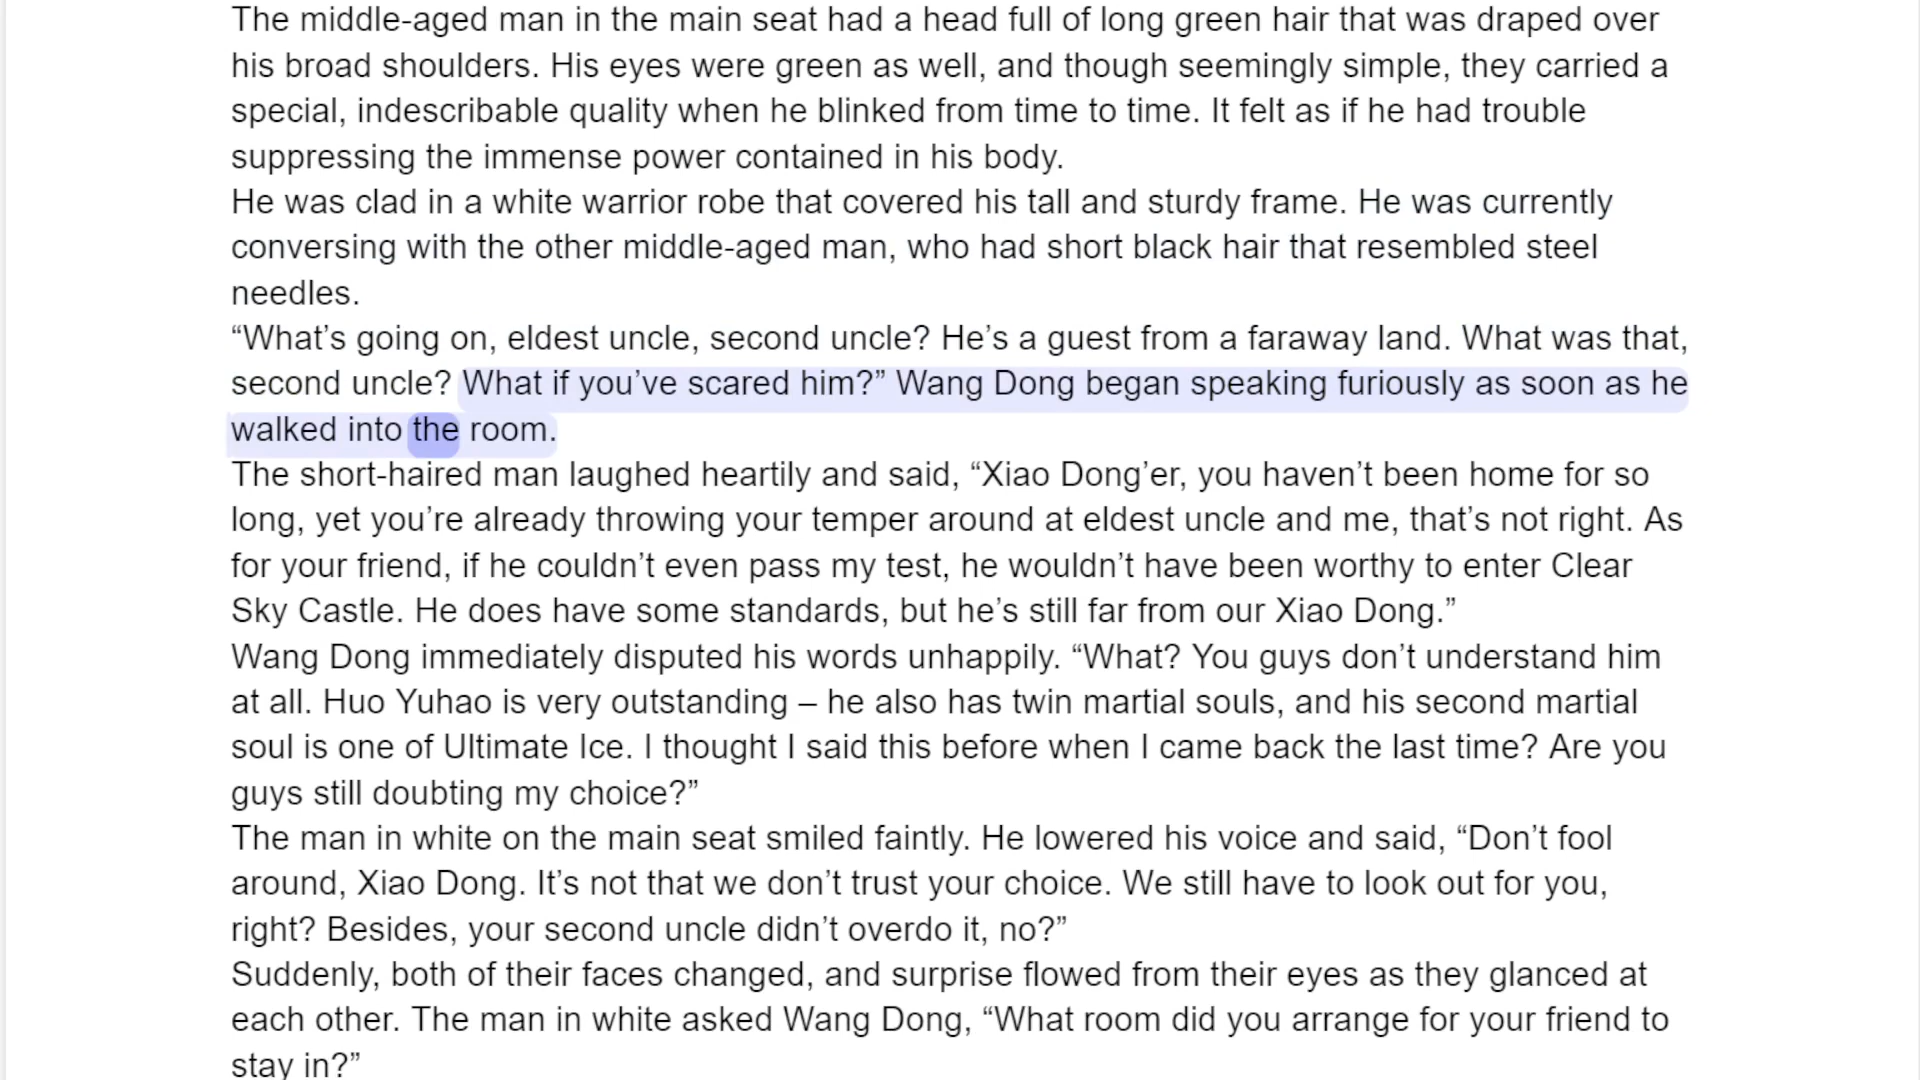 The middle-aged man in the main seat had a head full of long green hair that was draped over
his broad shoulders. His eyes were green as well, and though seemingly simple, they carried a
special, indescribable quality when he blinked from time to time. It felt as if he had trouble
suppressing the immense power contained in his body.
He was clad in a white warrior robe that covered his tall and sturdy frame. He was currently
conversing with the other middle-aged man, who had short black hair that resembled steel
needles.
“What’s going on, eldest uncle, second uncle? He’s a guest from a faraway land. What was that,
second uncle? What if you’ve scared him?” Wang Dong began speaking furiously as soon as he
walked into the room.
The short-haired man laughed heartily and said, “Xiao Dong’er, you haven’t been home for so
long, yet you’re already throwing your temper around at eldest uncle and me, that’s not right. As
for your friend, if he couldn’t even pass my test, he wouldn’t have been worthy to enter Clear
Sky Castle. He does have some standards, but he’s still far from our Xiao Dong.”
Wang Dong immediately disputed his words unhappily. “What? You guys don’t understand him
at all. Huo Yuhao is very outstanding – he also has twin martial souls, and his second martial
soul is one of Ultimate Ice. I thought I said this before when I came back the last time? Are you
guys still doubting my choice?”
The man in white on the main seat smiled faintly. He lowered his voice and said, “Don’t fool
around, Xiao Dong. It’s not that we don’t trust your choice. We still have to look out for you,
right? Besides, your second uncle didn’t overdo it, no?”
Suddenly, both of their faces changed, and surprise flowed from their eyes as they glanced at
each other. The man in white asked Wang Dong, “What room did you arrange for your friend to
stay in?”